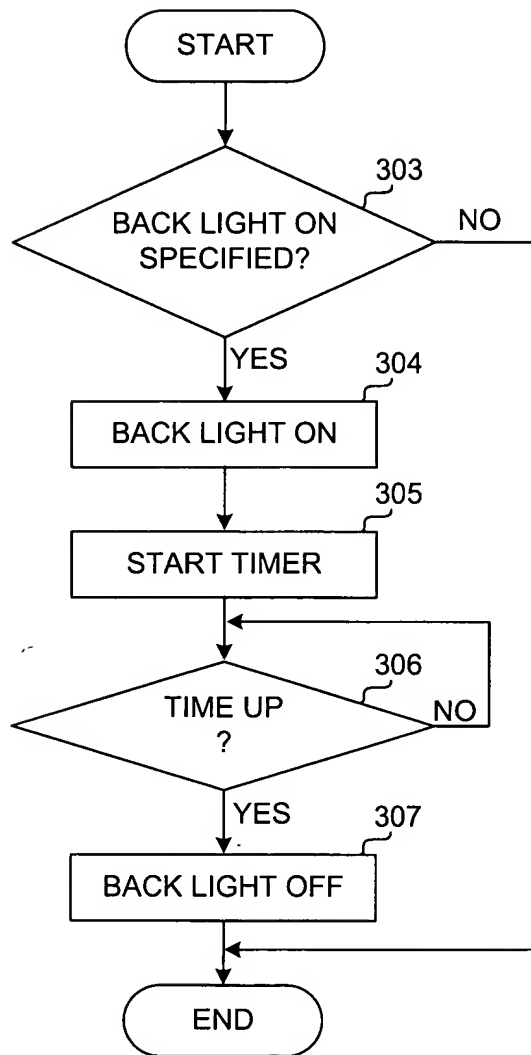 START
303
BACK LIGHT ON
SPECIFIED?
NO
YES
304
BACK LIGHT ON
305
START TIMER
306
TIME UP
?
NO
YES
307
BACK LIGHT OFF
END